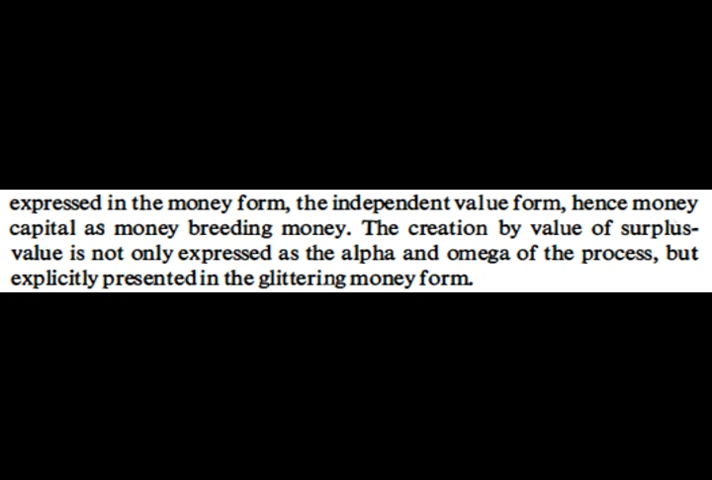 expressed in the money form, the independent value form, hence money
capital as money breeding money. The creation by value of surplus-
value is not only expressed as the alpha and omega of the process, but
explicitly presented in the glittering money form.